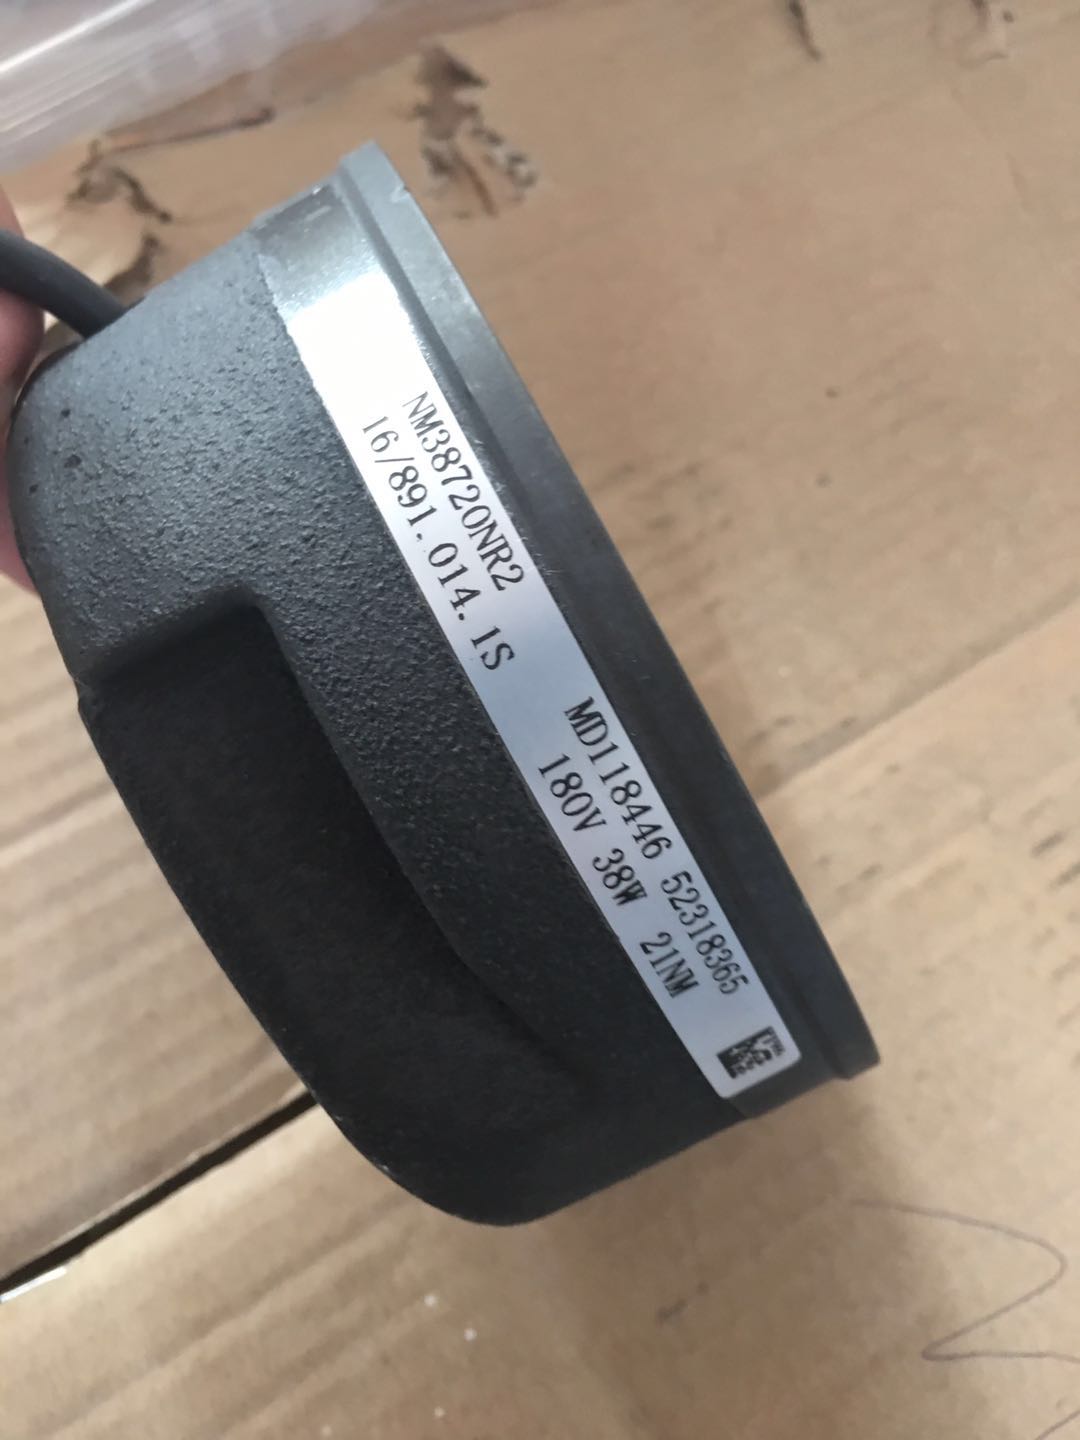 NM38720NR2 MD118446 52318365
16/891.014.1S 180V 38W 21NM